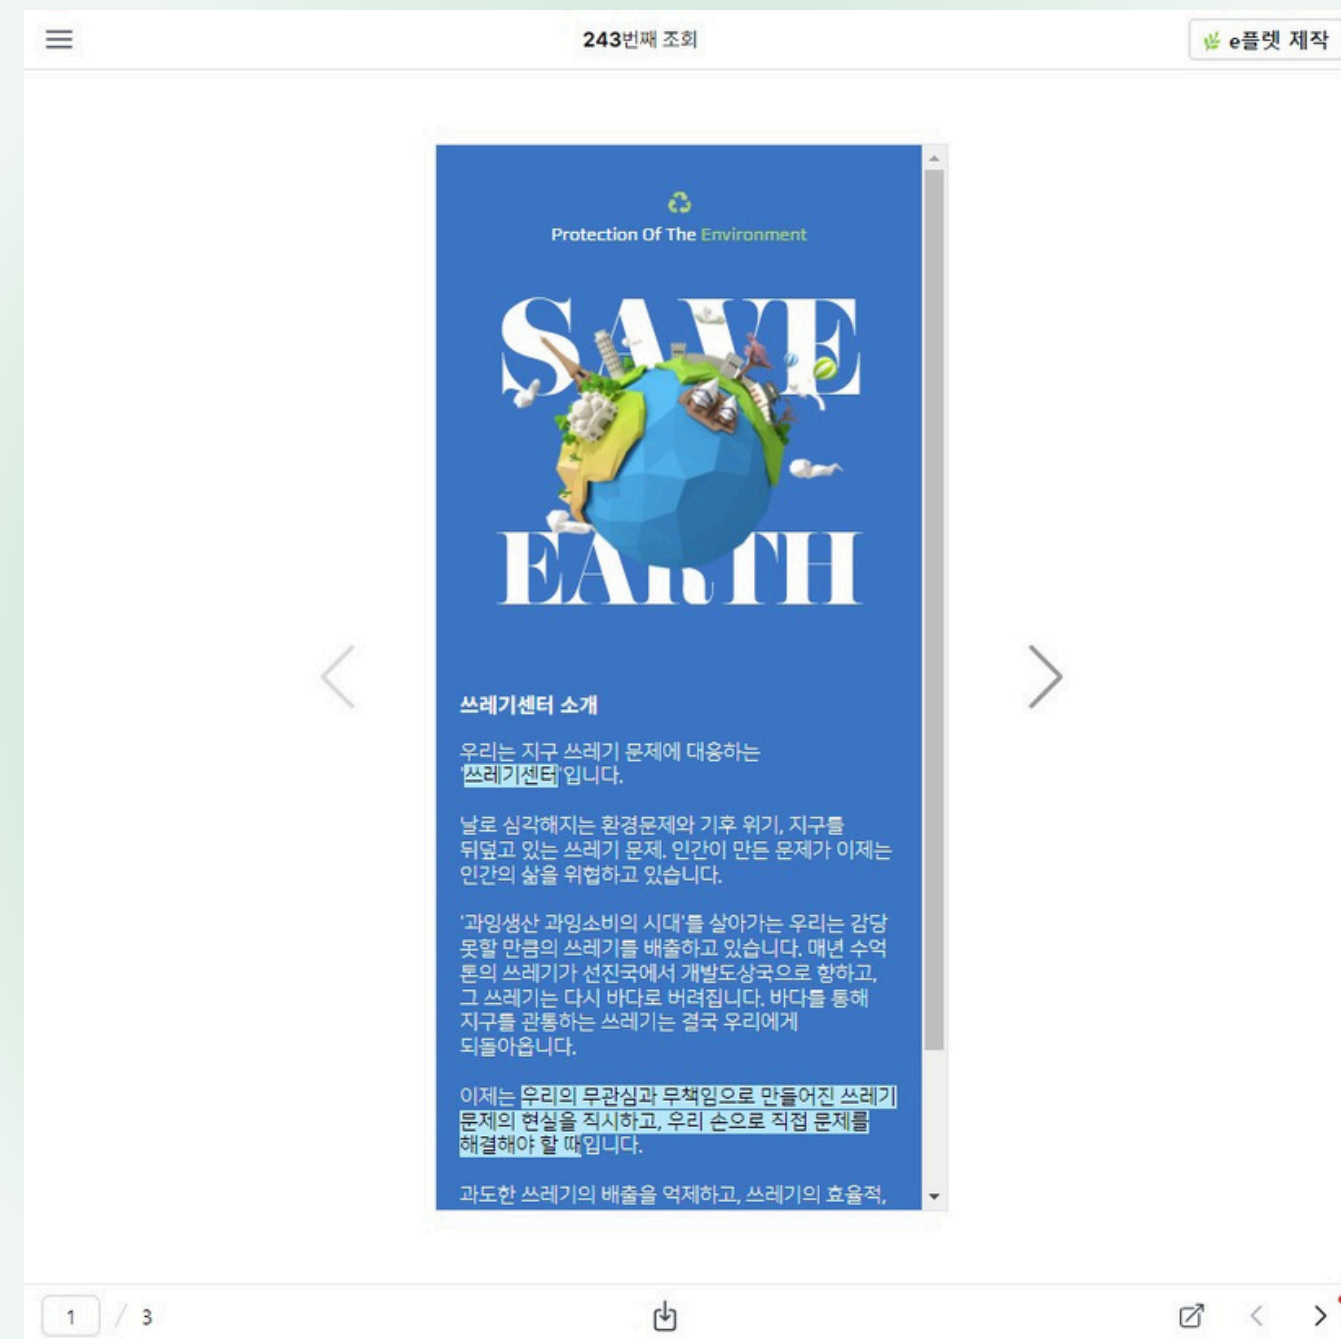 243번째 조회
e플렛 제작
Protection Of The Environment
SAVE
EARTH
쓰레기센터 소개
우리는 지구 쓰레기 문제에 대응하는
'쓰레기센터'입니다.
날로 심각해지는 환경문제와 기후 위기, 지구를
뒤덮고 있는 쓰레기 문제. 인간이 만든 문제가 이제는
인간의 삶을 위협하고 있습니다.
'과잉생산 과잉소비의 시대'를 살아가는 우리는 감당
못할 만큼의 쓰레기를 배출하고 있습니다. 매년 수억
톤의 쓰레기가 선진국에서 개발도상국으로 향하고,
그 쓰레기는 다시 바다로 버려집니다. 바다를 통해
지구를 관통하는 쓰레기는 결국 우리에게
되돌아옵니다.
이제는 우리의 무관심과 무책임으로 만들어진 쓰레기
문제의 현실을 직시하고, 우리 손으로 직접 문제를
해결해야 할 때입니다.
과도한 쓰레기의 배출을 억제하고, 쓰레기의 효율적,
1 / 3